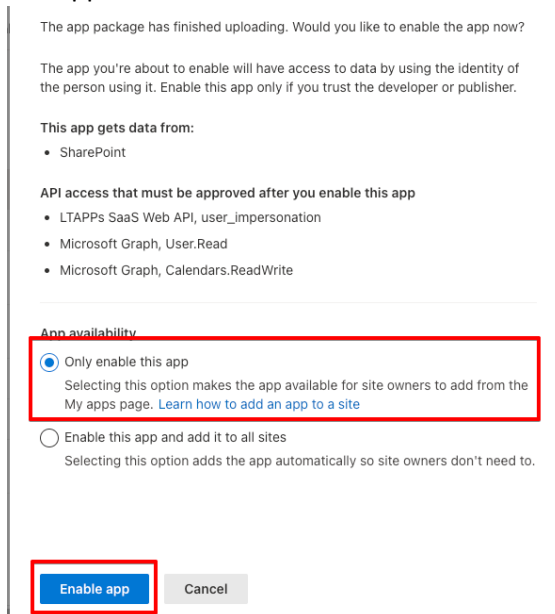 The app package has finished uploading. Would you like to enable the app now?
The app you're about to enable will have access to data by using the identity of
the person using it. Enable this app only if you trust the developer or publisher.
This app gets data from:
• SharePoint
API access that must be approved after you enable this app
• LTAPPs SaaS Web API, user_impersonation
• Microsoft Graph, User.Read
• Microsoft Graph, Calendars.ReadWrite
App availability
Only enable this app
Selecting this option makes the app available for site owners to add from the
My apps page. Learn how to add an app to a site
Enable this app and add it to all sites
Selecting this option adds the app automatically so site owners don't need to.
Enable app Cancel